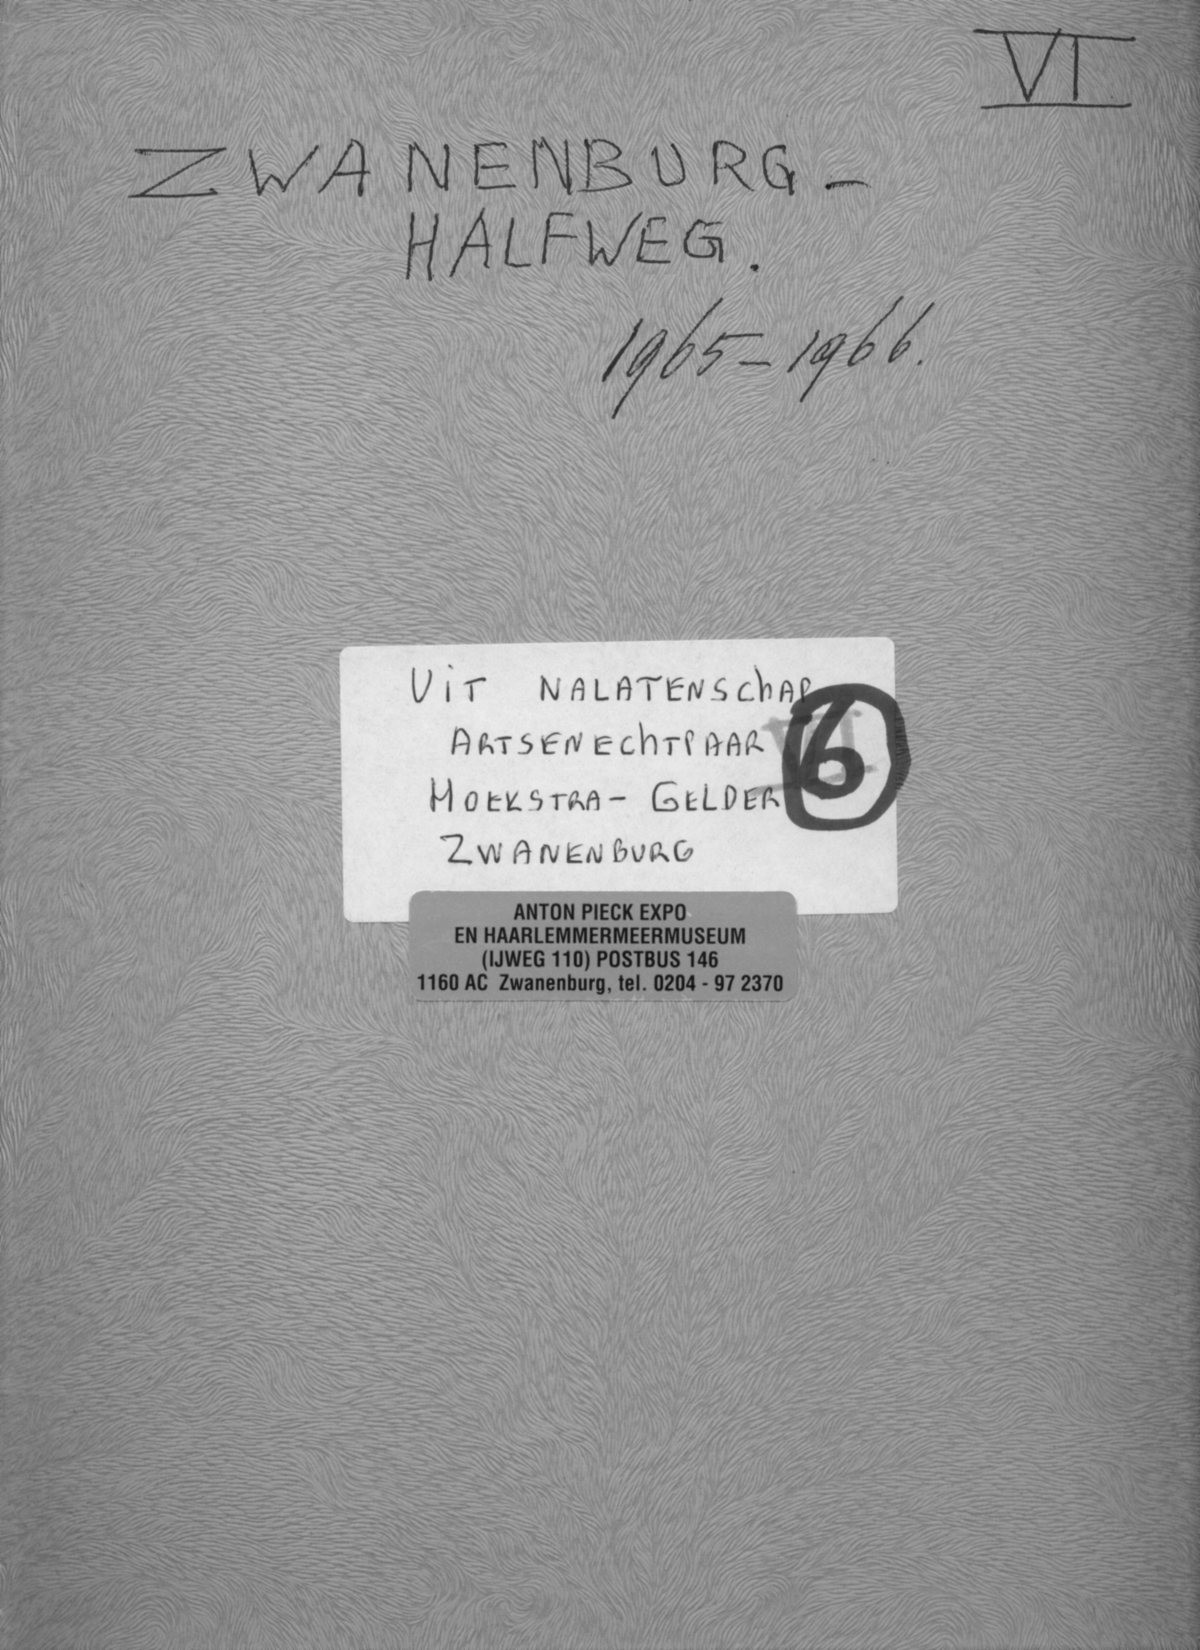 VI
ZWANENBURG-
HALFWEG.
1965-1966.
UiT NALATENSchAP
ARTSENEchTPAAR
HOEKSTRA- GELDER
ZWANENBURG
VI
6
ANTON PIECK EXPO
EN HAARLEMMERMEERMUSEUM
(IJWEG 110) POSTBUS 146
1160 AC Zwanenburg, tel. 0204 - 97 2370